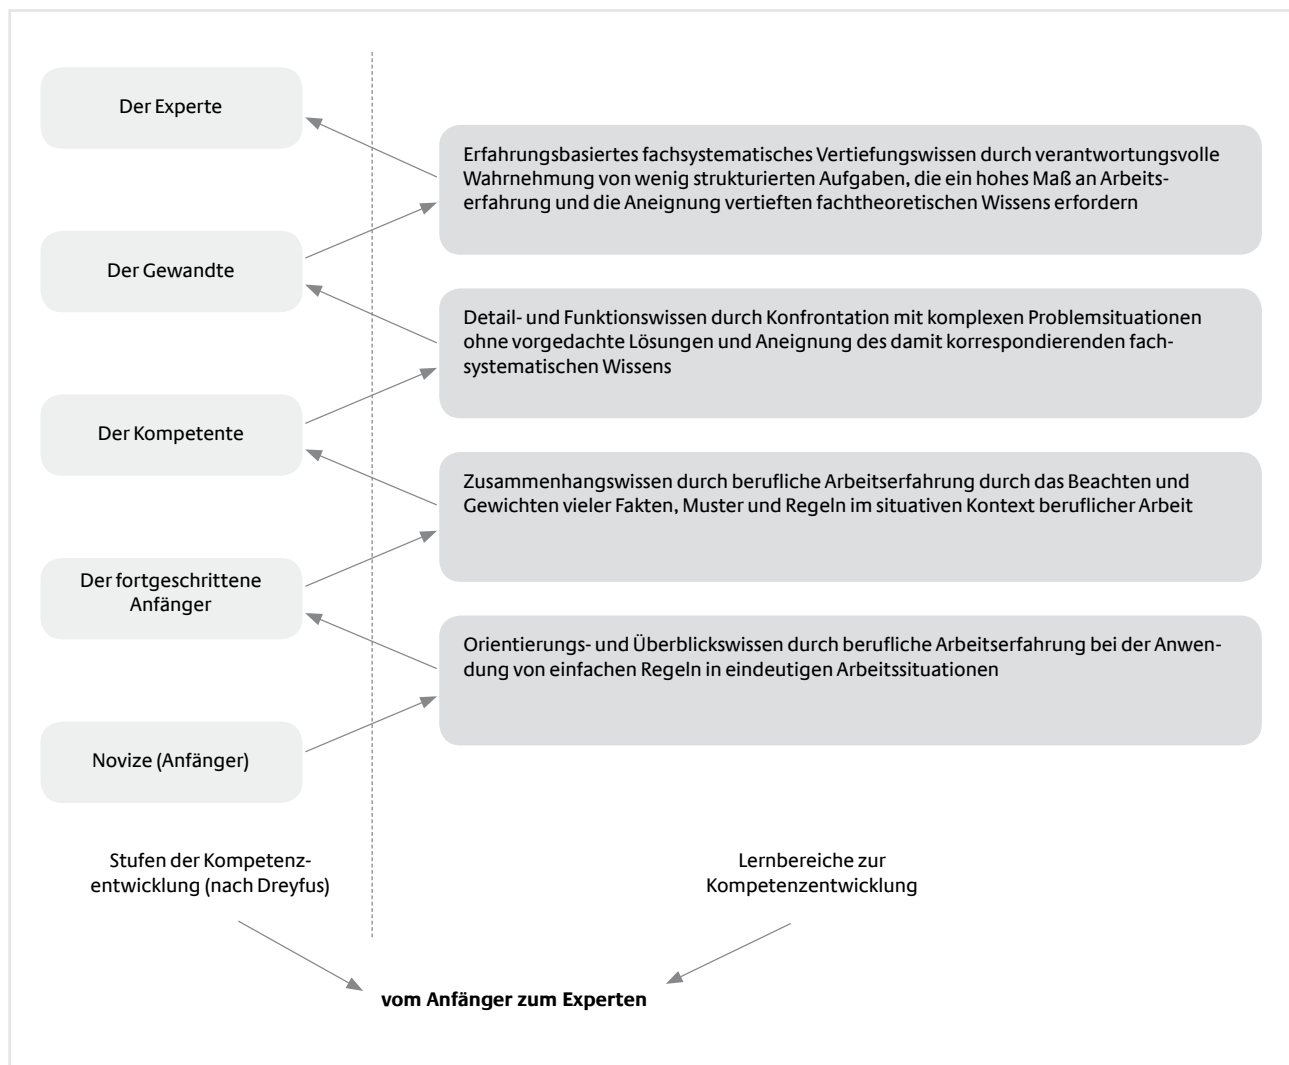 Der Experte
Erfahrungsbasiertes fachsystematisches Vertiefungswissen durch verantwortungsvolle
Wahrnehmung von wenig strukturierten Aufgaben, die ein hohes Maß an Arbeits-
erfahrung und die Aneignung vertieften fachtheoretischen Wissens erfordern
Der Gewandte
Detail- und Funktionswissen durch Konfrontation mit komplexen Problemsituationen
ohne vorgedachte Lösungen und Aneignung des damit korrespondierenden fach-
systematischen Wissens
Der Kompetente
Zusammenhangswissen durch berufliche Arbeitserfahrung durch das Beachten und
Gewichten vieler Fakten, Muster und Regeln im situativen Kontext beruflicher Arbeit
Der fortgeschrittene
Anfänger
Orientierungs- und Überblickswissen durch berufliche Arbeitserfahrung bei der Anwen-
dung von einfachen Regeln in eindeutigen Arbeitssituationen
Novize (Anfänger)
Stufen der Kompetenz-
entwicklung (nach Dreyfus)
Lernbereiche zur
Kompetenzentwicklung
vom Anfänger zum Experten